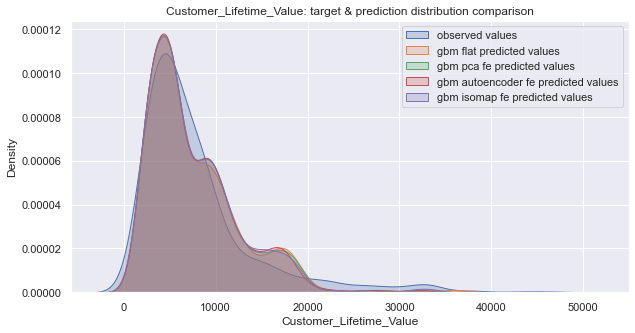 Customer_Lifetime_Value: target & prediction distribution comparison
observed values
gbm flat predicted values
gbm pca fe predicted values
gbm autoencoder fe predicted values
gbm isomap fe predicted values
Density
0.00012
0.00010
0.00008
0.00006
0.00004
0.00002
0.00000
0 10000 20000 30000 40000 50000
Customer_Lifetime_Value